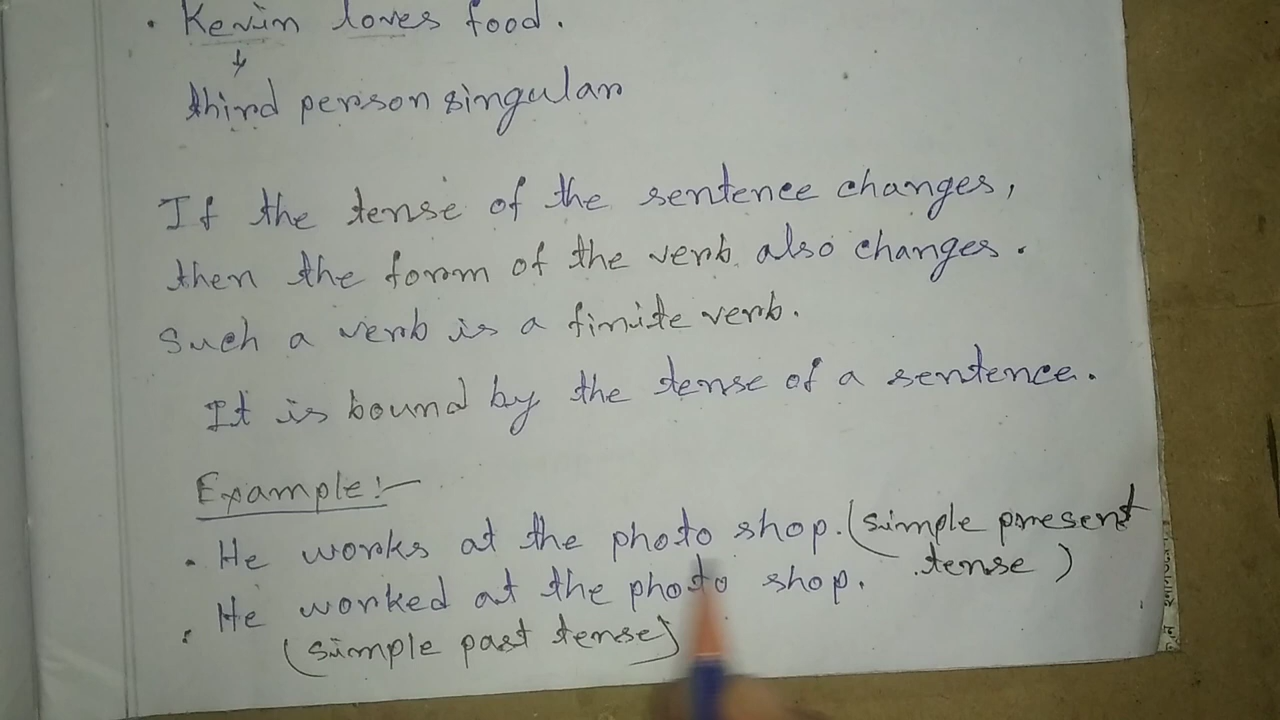 • Kevin loves food.
↓
third person singular
If the tense of the sentence changes,
then the form of the verb also changes.
Such a verb is a finite verb.
It is bound by the tense of a sentence.
Example:-
• He works at the photo shop. (simple present
tense)
• He worked at the photo shop.
(simple past tense)